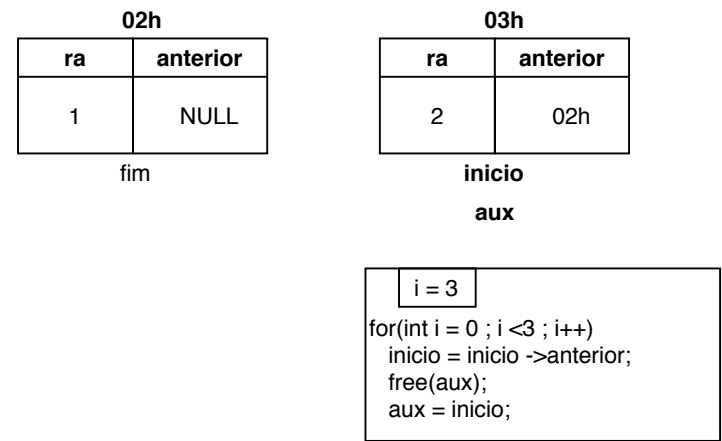 02h
03h
ra anterior
ra anterior
1 NULL
2 02h
fim
inicio
aux
i = 3
for(int i = 0 ; i <3 ; i++)
inicio = inicio ->anterior;
free(aux);
aux = inicio;